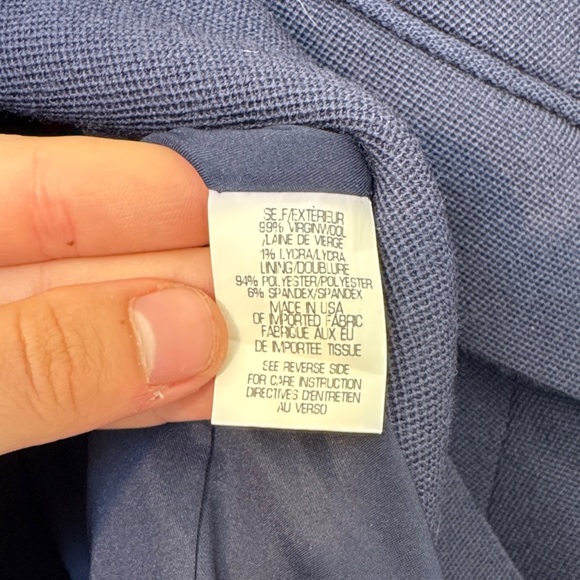 SELF/EXTÈRIEUR
99% VIRGINWOOL
/LAINE DE VERGE
1% LYCRA/LYCRA
LINING/DOUBLURE
94% POLYESTER/POLYESTER
6% SPANDEX/SPANDEX
MADE IN USA
OF IMPORTED FABRIC
FABRIQUE AUX EU
DE IMPORTEE TISSUE
SEE REVERSE SIDE
FOR CARE INSTRUCTION
DIRECTIVES D'ENTRETIEN
AU VERSO